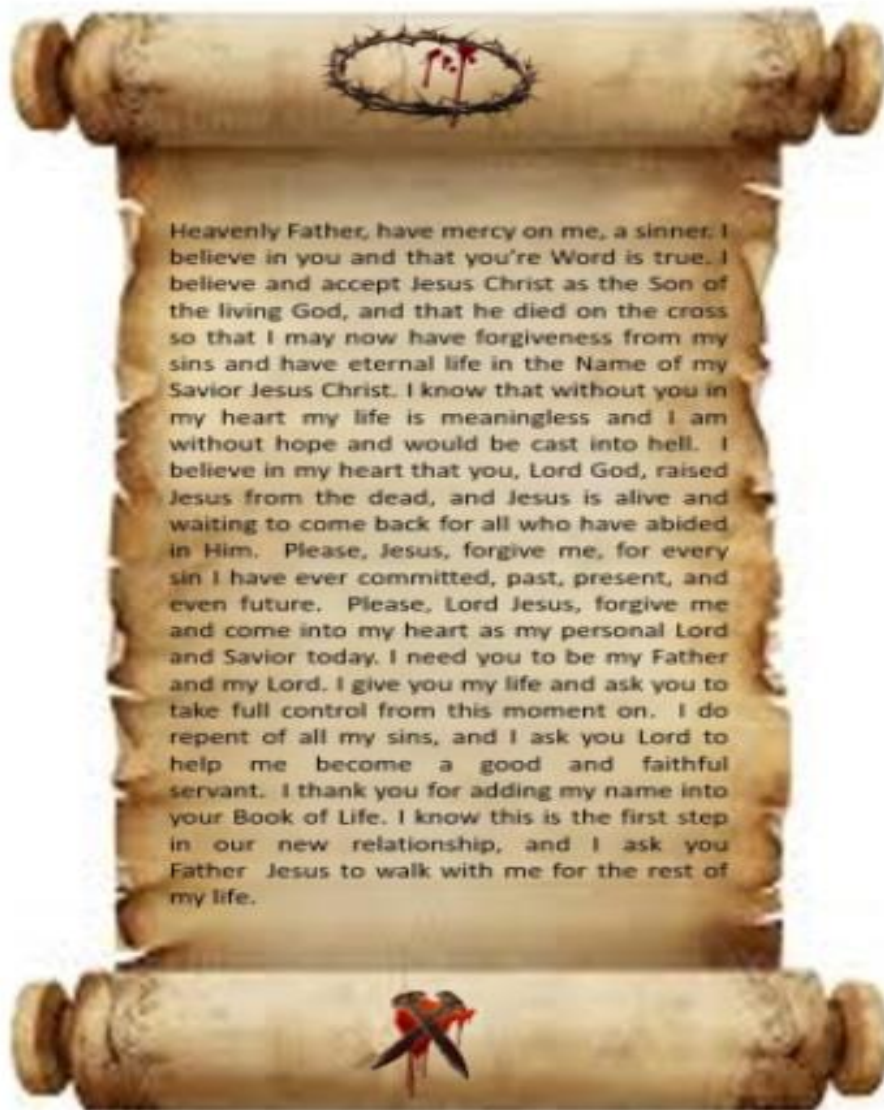 Heavenly Father, have mercy on me, a sinner. I
believe in you and that you're Word is true. I
believe and accept Jesus Christ as the Son of
the living God, and that he died on the cross
so that I may now have forgiveness from my
sins and have eternal life in the Name of my
Savior Jesus Christ. I know that without you in
my heart my life is meaningless and I am
without hope and would be cast into hell. I
believe in my heart that you, Lord God, raised
Jesus from the dead, and Jesus is alive and
waiting to come back for all who have abided
in Him. Please, Jesus, forgive me, for every
sin I have ever committed, past, present, and
even future. Please, Lord Jesus, forgive me
and come into my heart as my personal Lord
and Savior today. I need you to be my Father
and my Lord. I give you my life and ask you to
take full control from this moment on. I do
repent of all my sins, and I ask you Lord to
help me become a good and faithful
servant. I thank you for adding my name into
your Book of Life. I know this is the first step
in our new relationship, and I ask you
Father Jesus to walk with me for the rest of
my life.